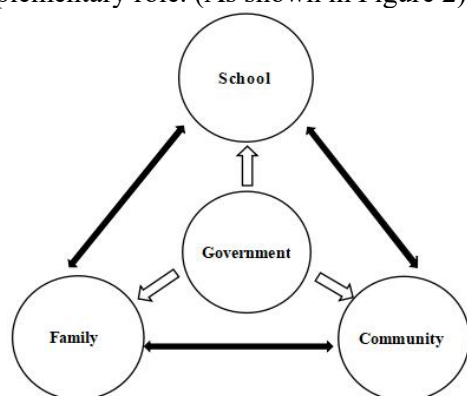 plementary role. (As shown in Figure 2)
School
Government
Family
Community